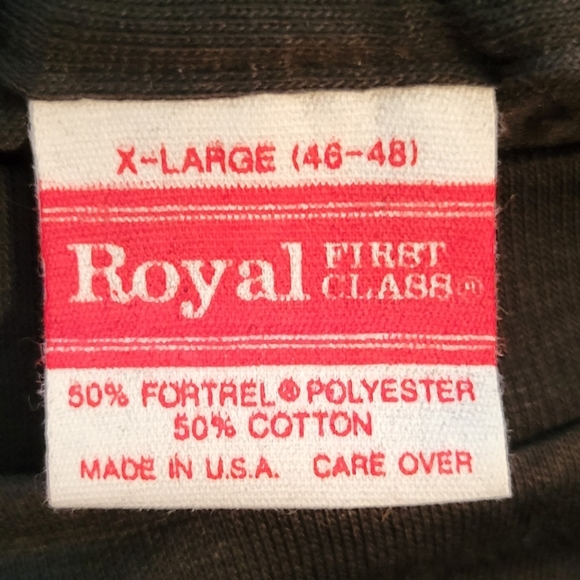 X-LARGE (46-48)
Royal FIRST CLASS®
50% FORTREL® POLYESTER
50% COTTON
MADE IN U.S.A. CARE OVER